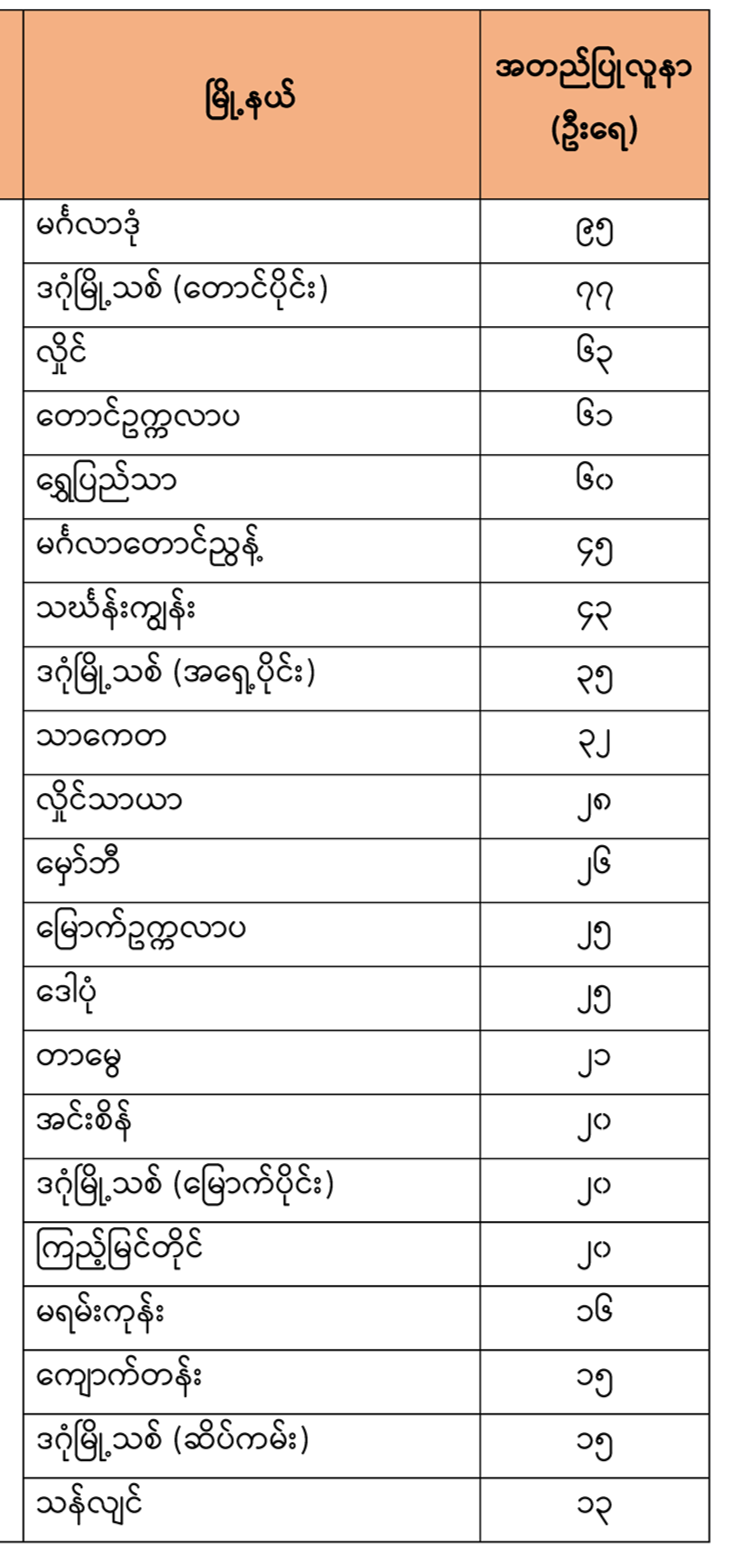 မြို့နယ်
အတည်ပြုလူနာ
(ဦးရေ)
မင်္ဂလာဒုံ ၉၅
ဒဂုံမြို့သစ် (တောင်ပိုင်း) ၇၇
လှိုင် ၆၃
တောင်ဥက္ကလာပ ၆၁
ရွှေပြည်သာ ၆၀
မင်္ဂလာတောင်ညွန့် ၄၅
သင်္ဃန်းကျွန်း ၄၃
ဒဂုံမြို့သစ် (အရှေ့ပိုင်း) ၃၅
သာကေတ ၃၂
လှိုင်သာယာ ၂၈
မှော်ဘီ ၂၆
မြောက်ဥက္ကလာပ ၂၅
ဒေါပုံ ၂၅
တာမွေ ၂၁
အင်းစိန် ၂၀
ဒဂုံမြို့သစ် (မြောက်ပိုင်း) ၂၀
ကြည့်မြင်တိုင် ၂၀
မရမ်းကုန်း ၁၆
ကျောက်တန်း ၁၅
ဒဂုံမြို့သစ် (ဆိပ်ကမ်း) ၁၅
သန်လျင် ၁၃